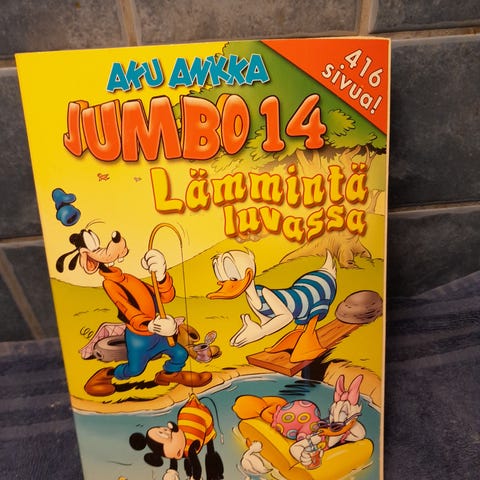 AKU ANKKA
416
sivua!
JUMBO 14
Lämmintä
luvassa